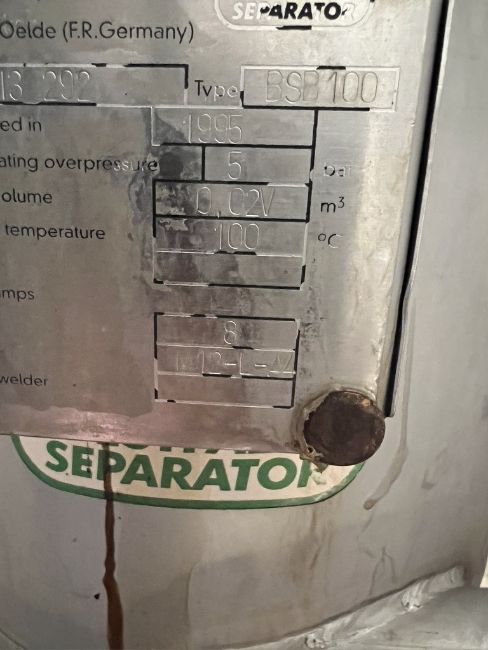 SEPARATOR
Oelde (F.R.Germany)
13 292 Type BSB 100
ed in 1995
ating overpressure 5 bar
olume 0,02V m³
temperature 100 °C
mps 8
welder
SEPARATOR